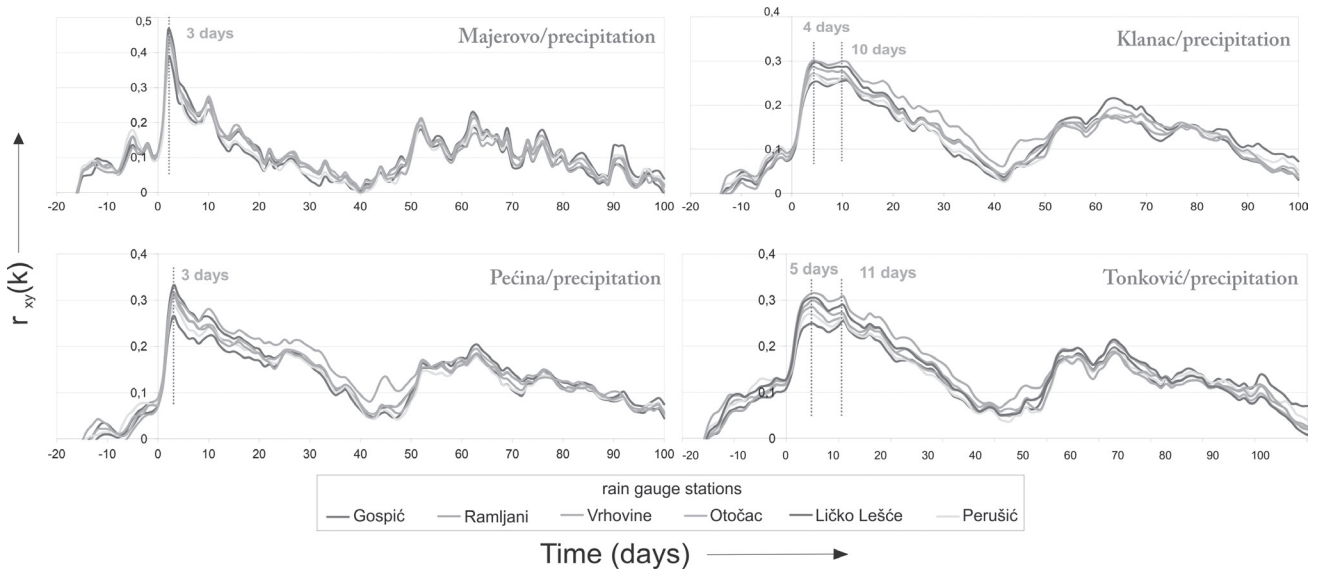 0,5
0,4
0,3
0,2
0,1
0
3 days
Majerovo/precipitation
-20 -10 0 10 20 30 40 50 60 70 80 90 100
0,4
0,3
0,2
0,1
0
4 days
10 days
Klanac/precipitation
-20 -10 0 10 20 30 40 50 60 70 80 90 100
0,4
0,3
0,2
0,1
0
3 days
Pećina/precipitation
-20 -10 0 10 20 30 40 50 60 70 80 90 100
0,4
0,3
0,2
0,1
0
5 days
11 days
Tonković/precipitation
-20 -10 0 10 20 30 40 50 60 70 80 90 100
r xy(k)
rain gauge stations
Gospić Ramljani Vrhovine Otočac Ličko Lešće Perušić
Time (days)